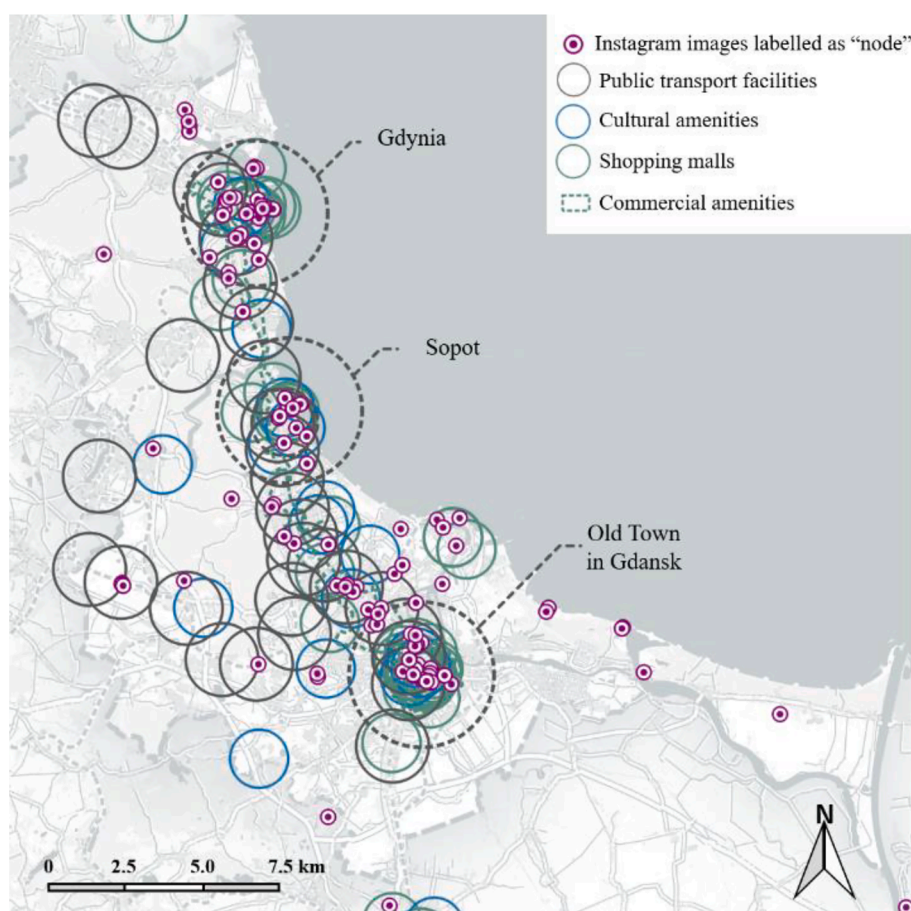 Instagram images labelled as “node”
Public transport facilities
Cultural amenities
Shopping malls
Commercial amenities
Gdynia
Sopot
Old Town
in Gdansk
N
0 2.5 5.0 7.5 km